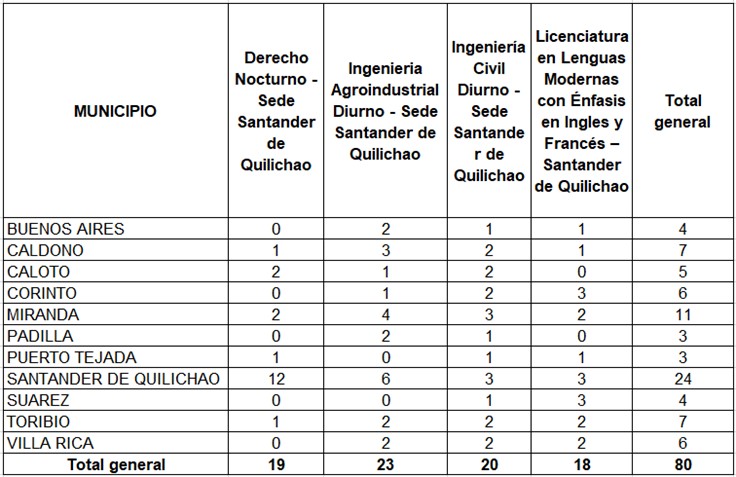 MUNICIPIO
Derecho
Nocturno -
Sede
Santander
de
Quilichao
Ingenieria
Agroindustrial
Diurno - Sede
Santander de
Quilichao
Ingeniería
Civil
Diurno -
Sede
Santande
r de
Quilichao
Licenciatura
en Lenguas
Modernas
con Énfasis
en Ingles y
Francés –
Santander
de Quilichao
Total
general
BUENOS AIRES 0 2 1 1 4
CALDONO 1 3 2 1 7
CALOTO 2 1 2 0 5
CORINTO 0 1 2 3 6
MIRANDA 2 4 3 2 11
PADILLA 0 2 1 0 3
PUERTO TEJADA 1 0 1 1 3
SANTANDER DE QUILICHAO 12 6 3 3 24
SUAREZ 0 0 1 3 4
TORIBIO 1 2 2 2 7
VILLA RICA 0 2 2 2 6
Total general 19 23 20 18 80